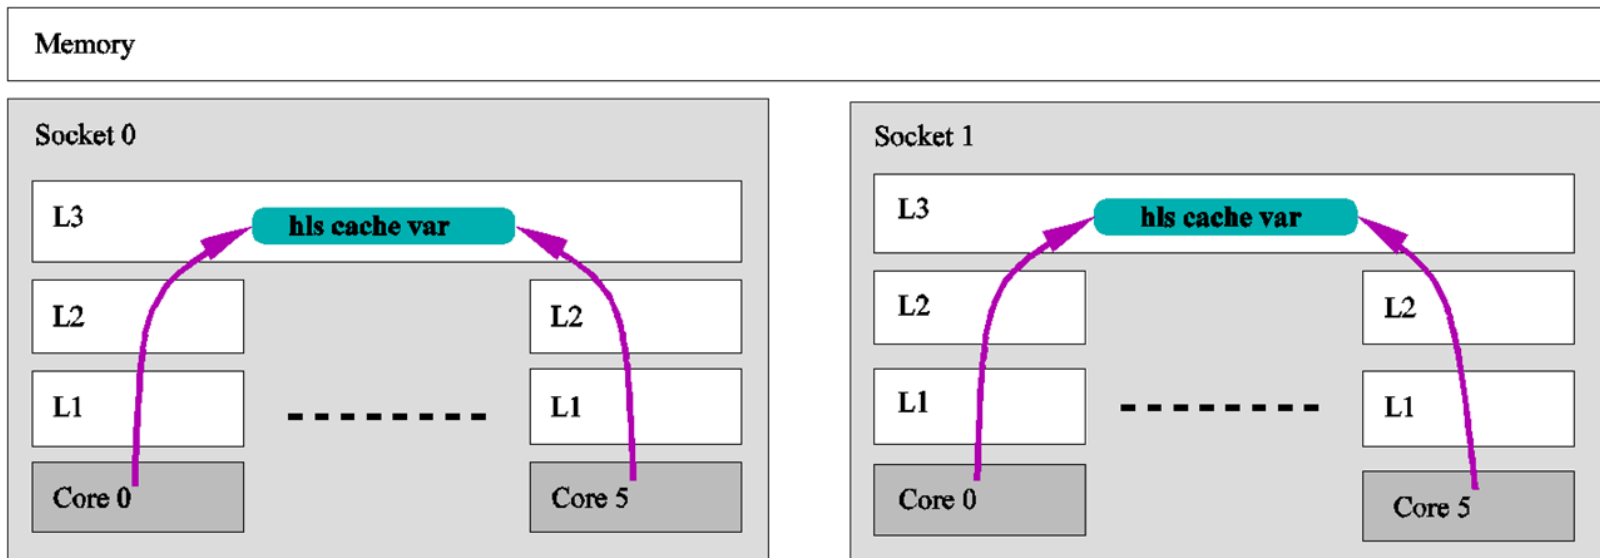 Memory
Socket 0
L3
hls cache var
L2
L2
L1
L1
Core 0
Core 5
Socket 1
L3
hls cache var
L2
L2
L1
L1
Core 0
Core 5